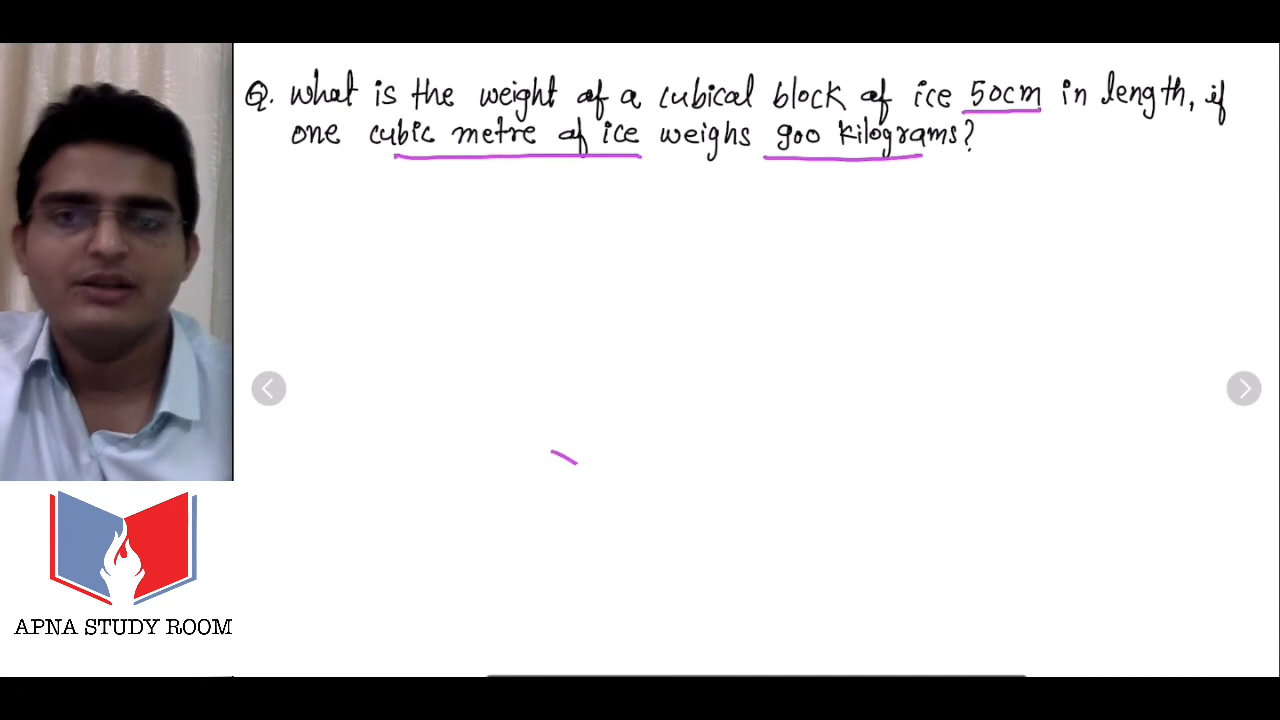 Q. What is the weight of a cubical block of ice 50cm in length, if
one cubic metre of ice weighs 900 kilograms?
APNA STUDY ROOM